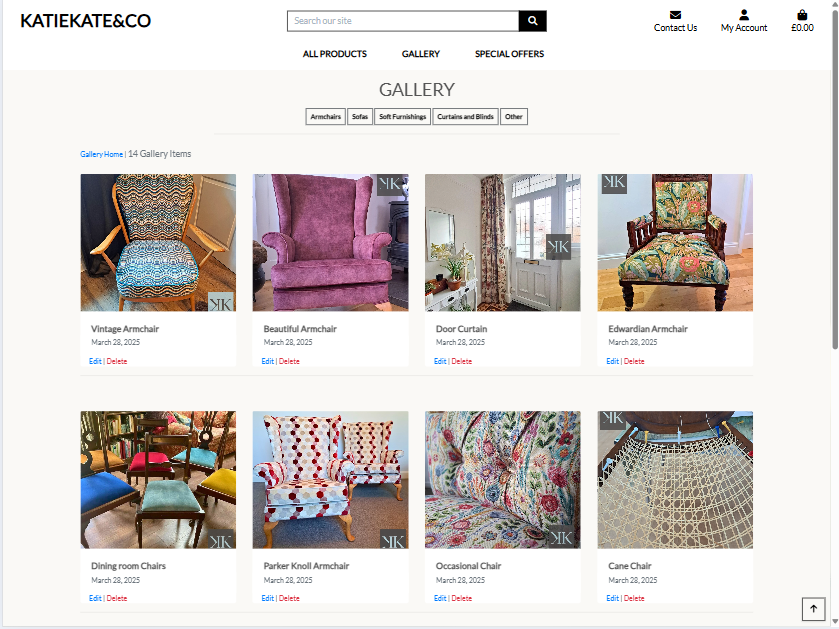 KATIEKATE&CO
Search our site
Contact Us
My Account
£0.00
ALL PRODUCTS
GALLERY
SPECIAL OFFERS
GALLERY
Armchairs
Sofas
Soft Furnishings
Curtains and Blinds
Other
Gallery Home | 14 Gallery Items
KK
KK
KK
KK
Vintage Armchair
March 28, 2025
Edit | Delete
Beautiful Armchair
March 28, 2025
Edit | Delete
Door Curtain
March 28, 2025
Edit | Delete
Edwardian Armchair
March 28, 2025
Edit | Delete
KK
KK
KK
KK
Dining room Chairs
March 28, 2025
Edit | Delete
Parker Knoll Armchair
March 28, 2025
Edit | Delete
Occasional Chair
March 28, 2025
Edit | Delete
Cane Chair
March 28, 2025
Edit | Delete